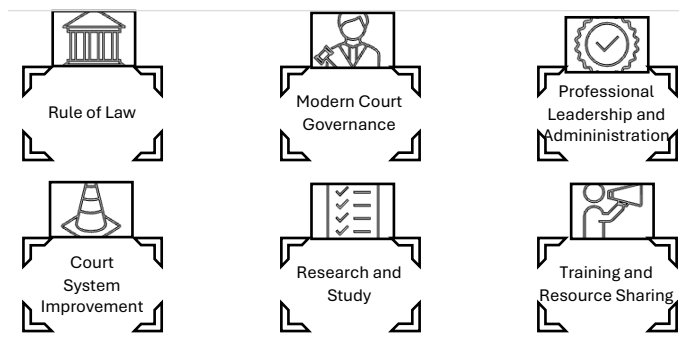 Rule of Law
Modern Court
Governance
Professional
Leadership and
Admininistration
Court
System
Improvement
Research and
Study
Training and
Resource Sharing